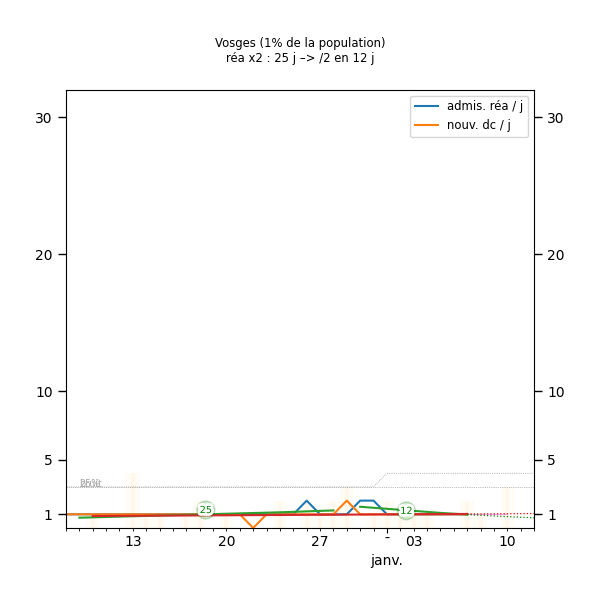 Vosges (1% de la population)
réa x2 : 25 j –> /2 en 12 j
admis. réa / j
nouv. dc / j
30 30
20 20
10 10
5 5
25 12
1 1
13 20 27 03 10
janv.